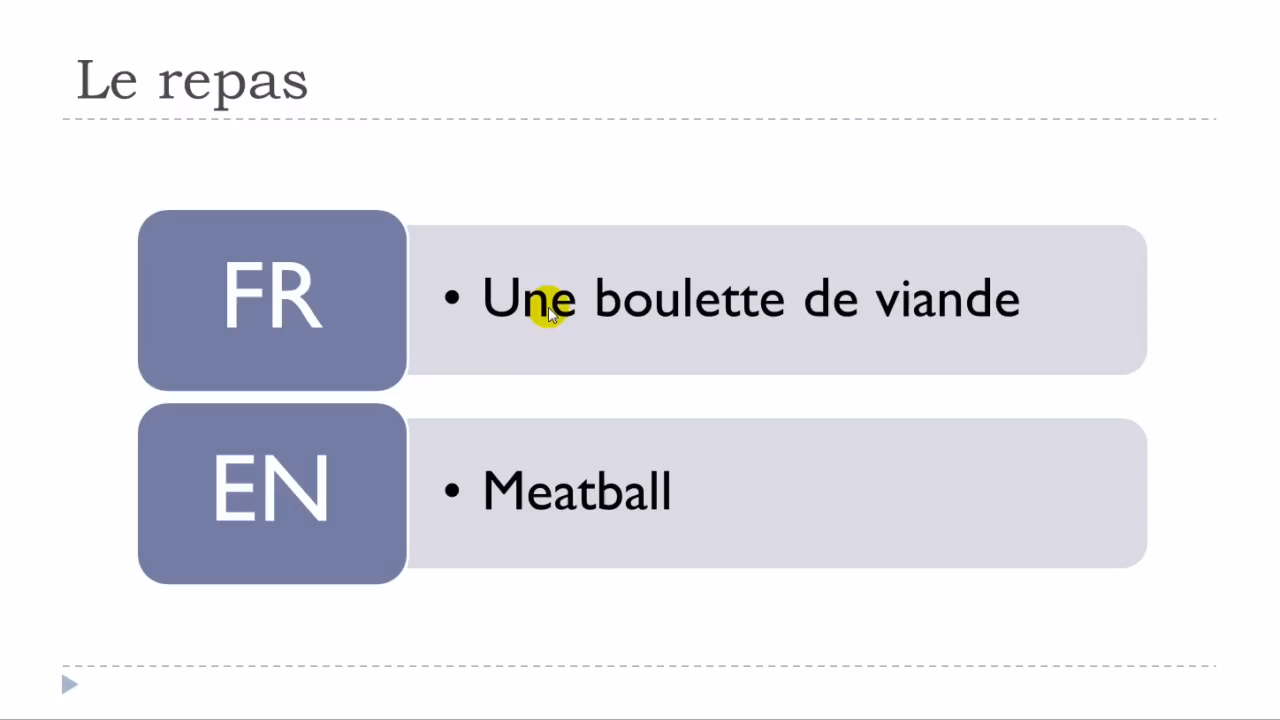 Le repas
FR
• Une boulette de viande
EN
• Meatball